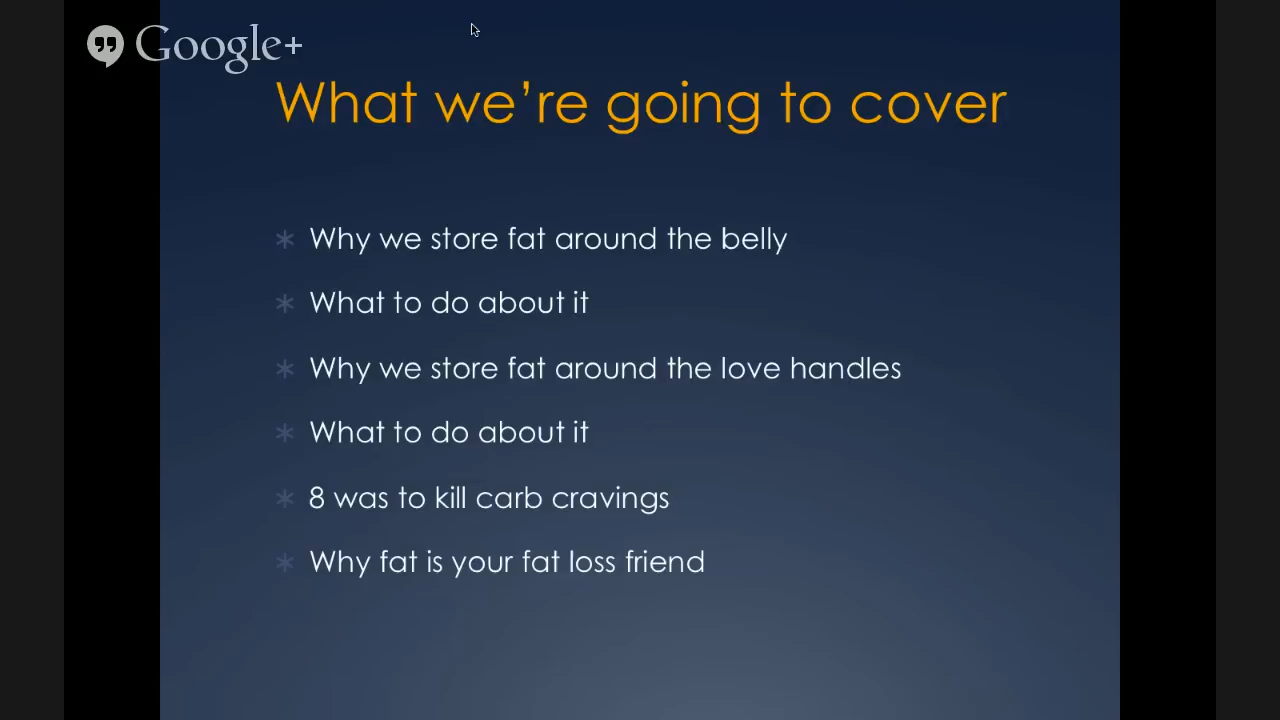 Google+
What we're going to cover
Why we store fat around the belly
What to do about it
Why we store fat around the love handles
What to do about it
8 was to kill carb cravings
Why fat is your fat loss friend